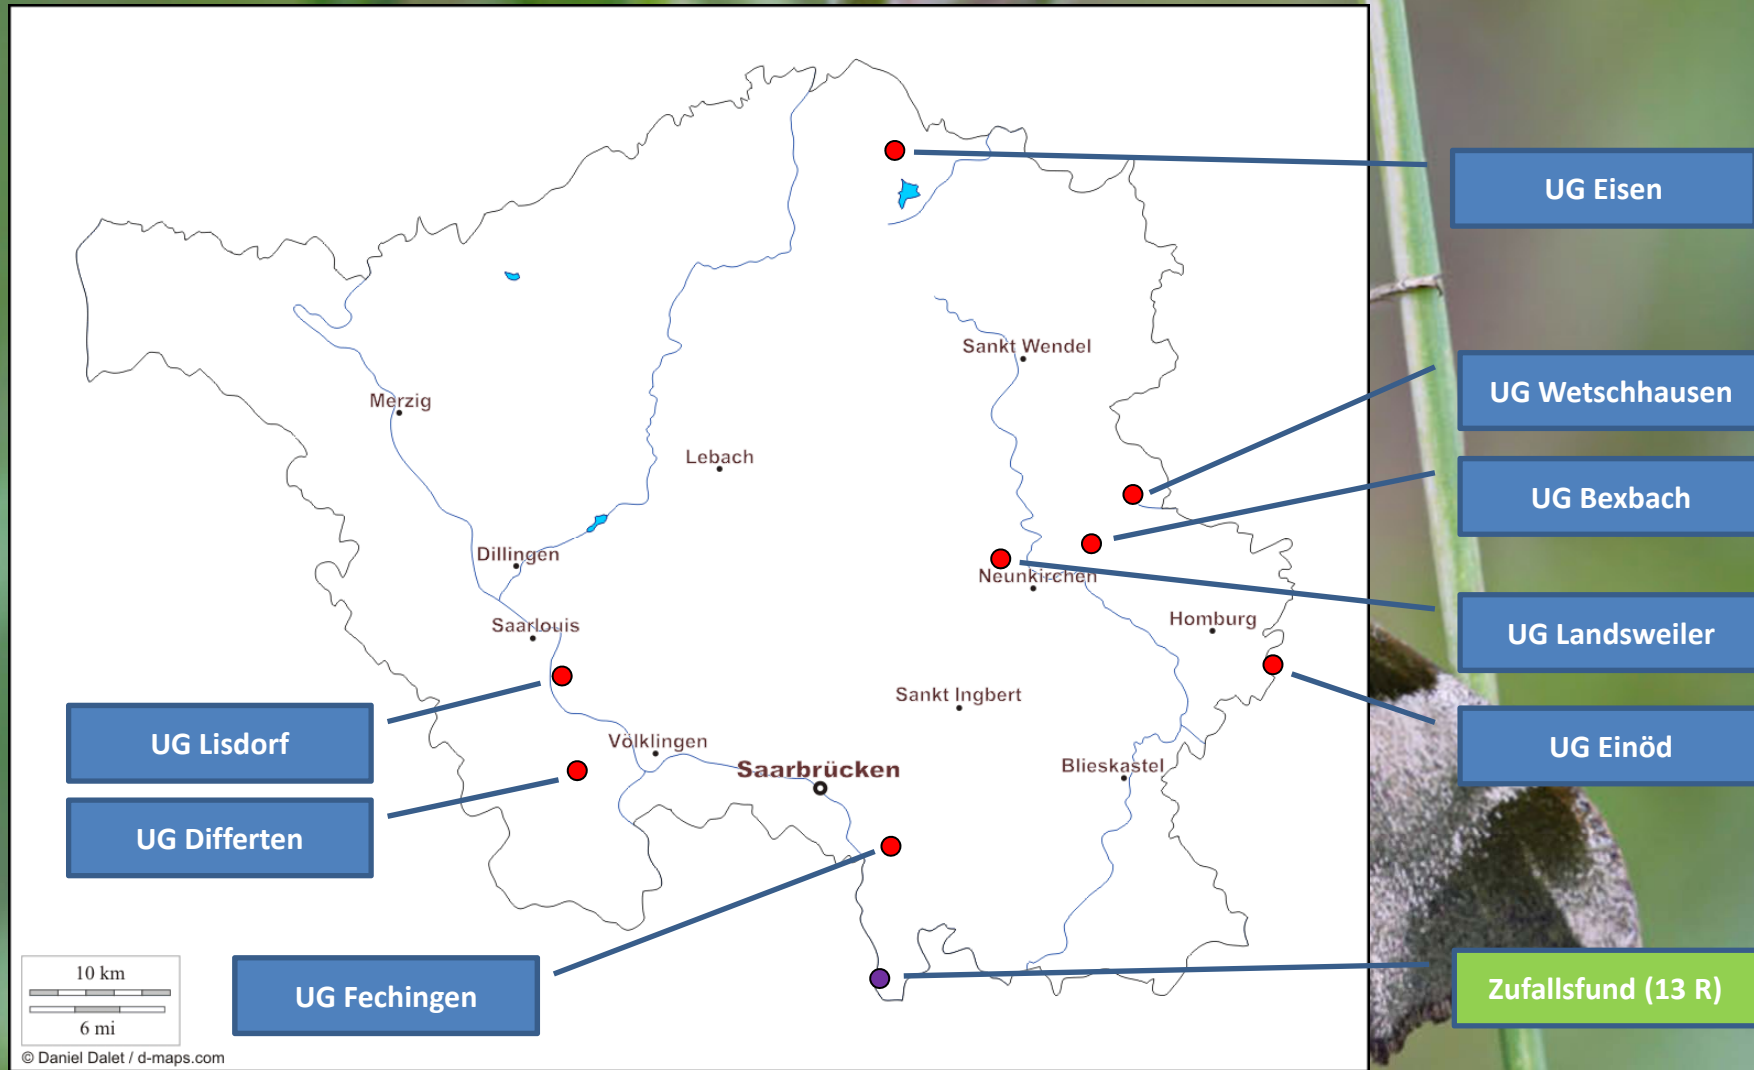 UG Eisen
Sankt Wendel
UG Wetschhausen
Merzig
Lebach
UG Bexbach
Dillingen
Neunkirchen
Saarlouis
Homburg
UG Landsweiler
Sankt Ingbert
UG Lisdorf
Völklingen
UG Einöd
Saarbrücken
Blieskastel
UG Differten
10 km
6 mi
UG Fechingen
Zufallsfund (13 R)
© Daniel Dalet / d-maps.com